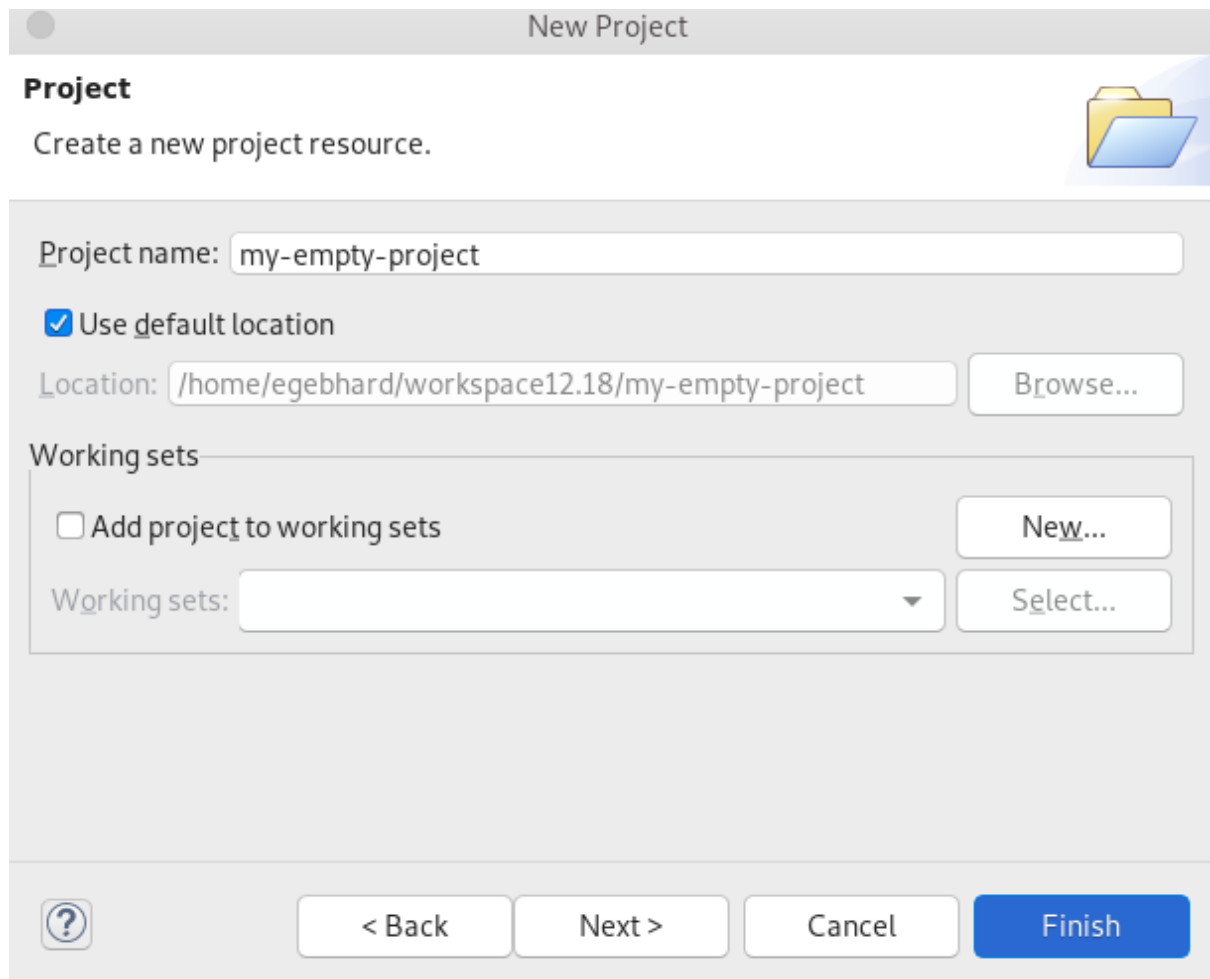 New Project
Project
Create a new project resource.
Project name: my-empty-project
Use default location
Location: /home/egebhard/workspace12.18/my-empty-project Browse...
Working sets
Add project to working sets New...
Working sets: Select...
? < Back Next > Cancel Finish